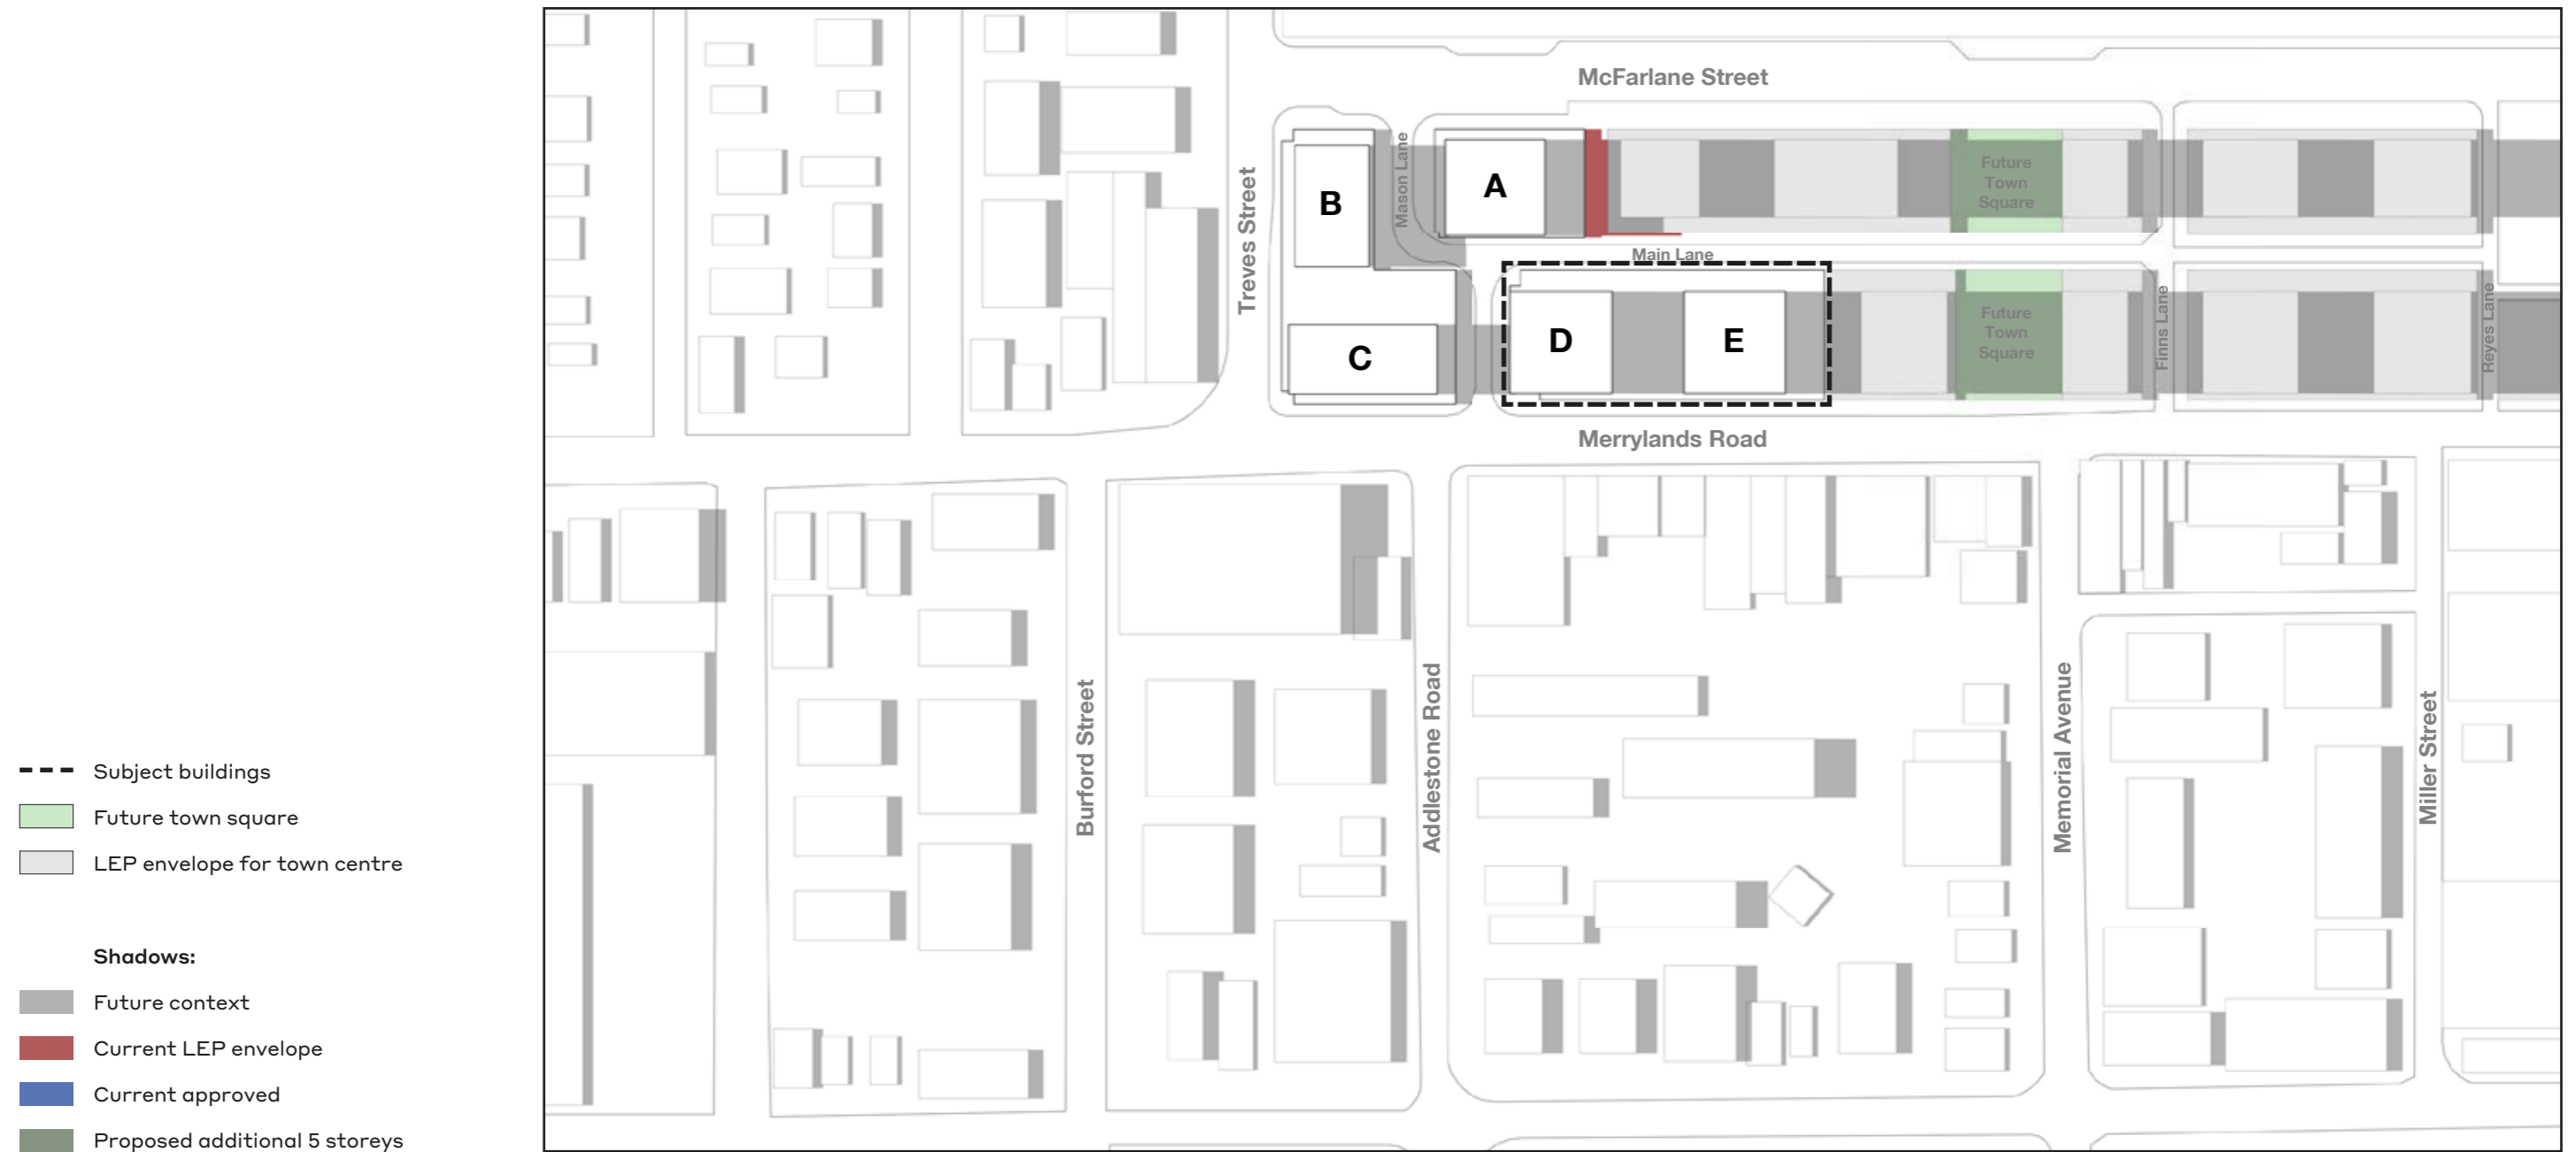 McFarlane Street
Mason Lane
B
A
Future
Town
Square
Treves Street
Main Lane
C
D
E
Future
Town
Square
Finns Lane
Reyes Lane
Merrylands Road
Burford Street
Addlestone Road
Memorial Avenue
Miller Street
Subject buildings
Future town square
LEP envelope for town centre
Shadows:
Future context
Current LEP envelope
Current approved
Proposed additional 5 storeys